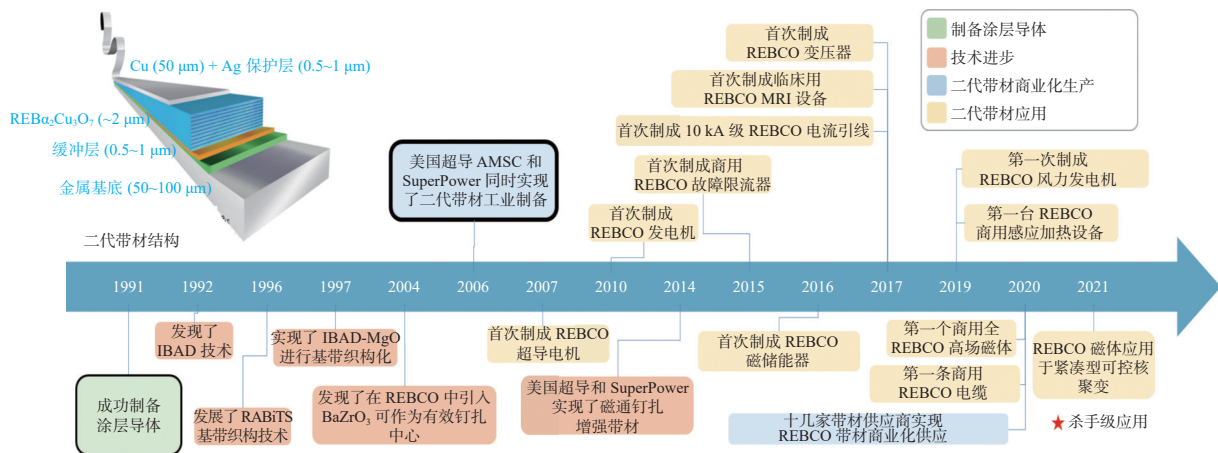 Cu (50 μm) + Ag 保护层 (0.5~1 μm)
REBα₂Cu₃O₇ (~2 μm)
缓冲层 (0.5~1 μm)
金属基底 (50~100 μm)
二代带材结构
制备涂层导体
技术进步
二代带材商业化生产
二代带材应用
美国超导 AMSC 和
SuperPower 同时实现
了二代带材工业制备
首次制成
REBCO 发电机
首次制成商用
REBCO 故障限流器
首次制成
REBCO 变压器
首次制成临床用
REBCO MRI 设备
首次制成 10 kA 级 REBCO 电流引线
第一次制成
REBCO 风力发电机
第一台 REBCO
商用感应加热设备
1991
1992
1996
1997
2004
2006
2007
2010
2014
2015
2016
2017
2019
2020
2021
成功制备
涂层导体
发现了
IBAD 技术
发展了 RABiTS
基带织构技术
实现了 IBAD-MgO
进行基带织构化
发现了在 REBCO 中引入
BaZrO₃ 可作为有效钉扎
中心
首次制成 REBCO
超导电机
美国超导和 SuperPower
实现了磁通钉扎
增强带材
首次制成 REBCO
磁储能器
第一个商用全
REBCO 高场磁体
第一条商用
REBCO 电缆
十几家带材供应商实现
REBCO 带材商业化供应
REBCO 磁体应用
于紧凑型可控核
聚变
★ 杀手级应用